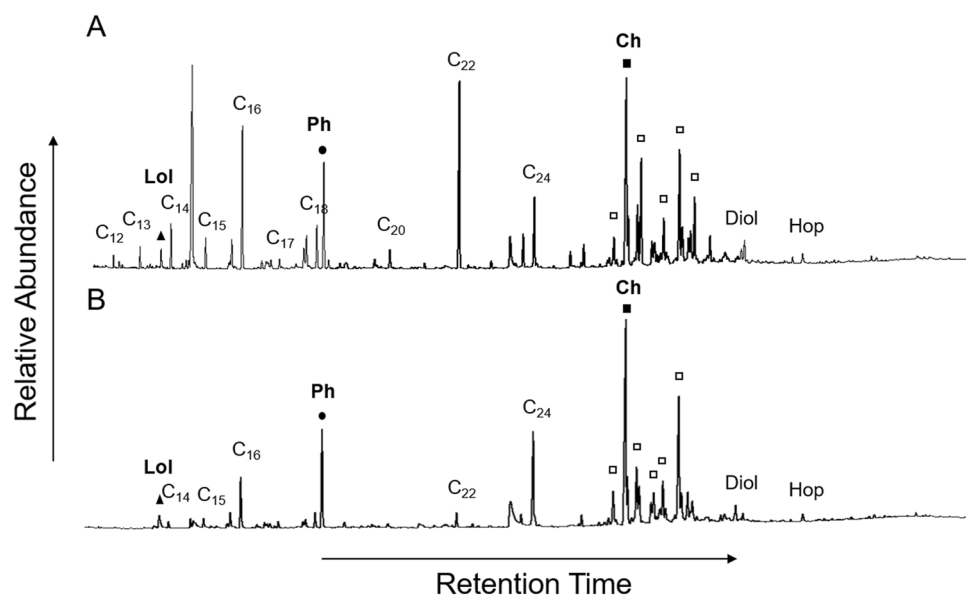 A
Relative Abundance
C12
C13
Lol
C14
C15
C16
C17
C18
Ph
C20
C22
C24
Ch
Diol
Hop
B
Lol
C14
C15
C16
Ph
C22
C24
Ch
Diol
Hop
Retention Time